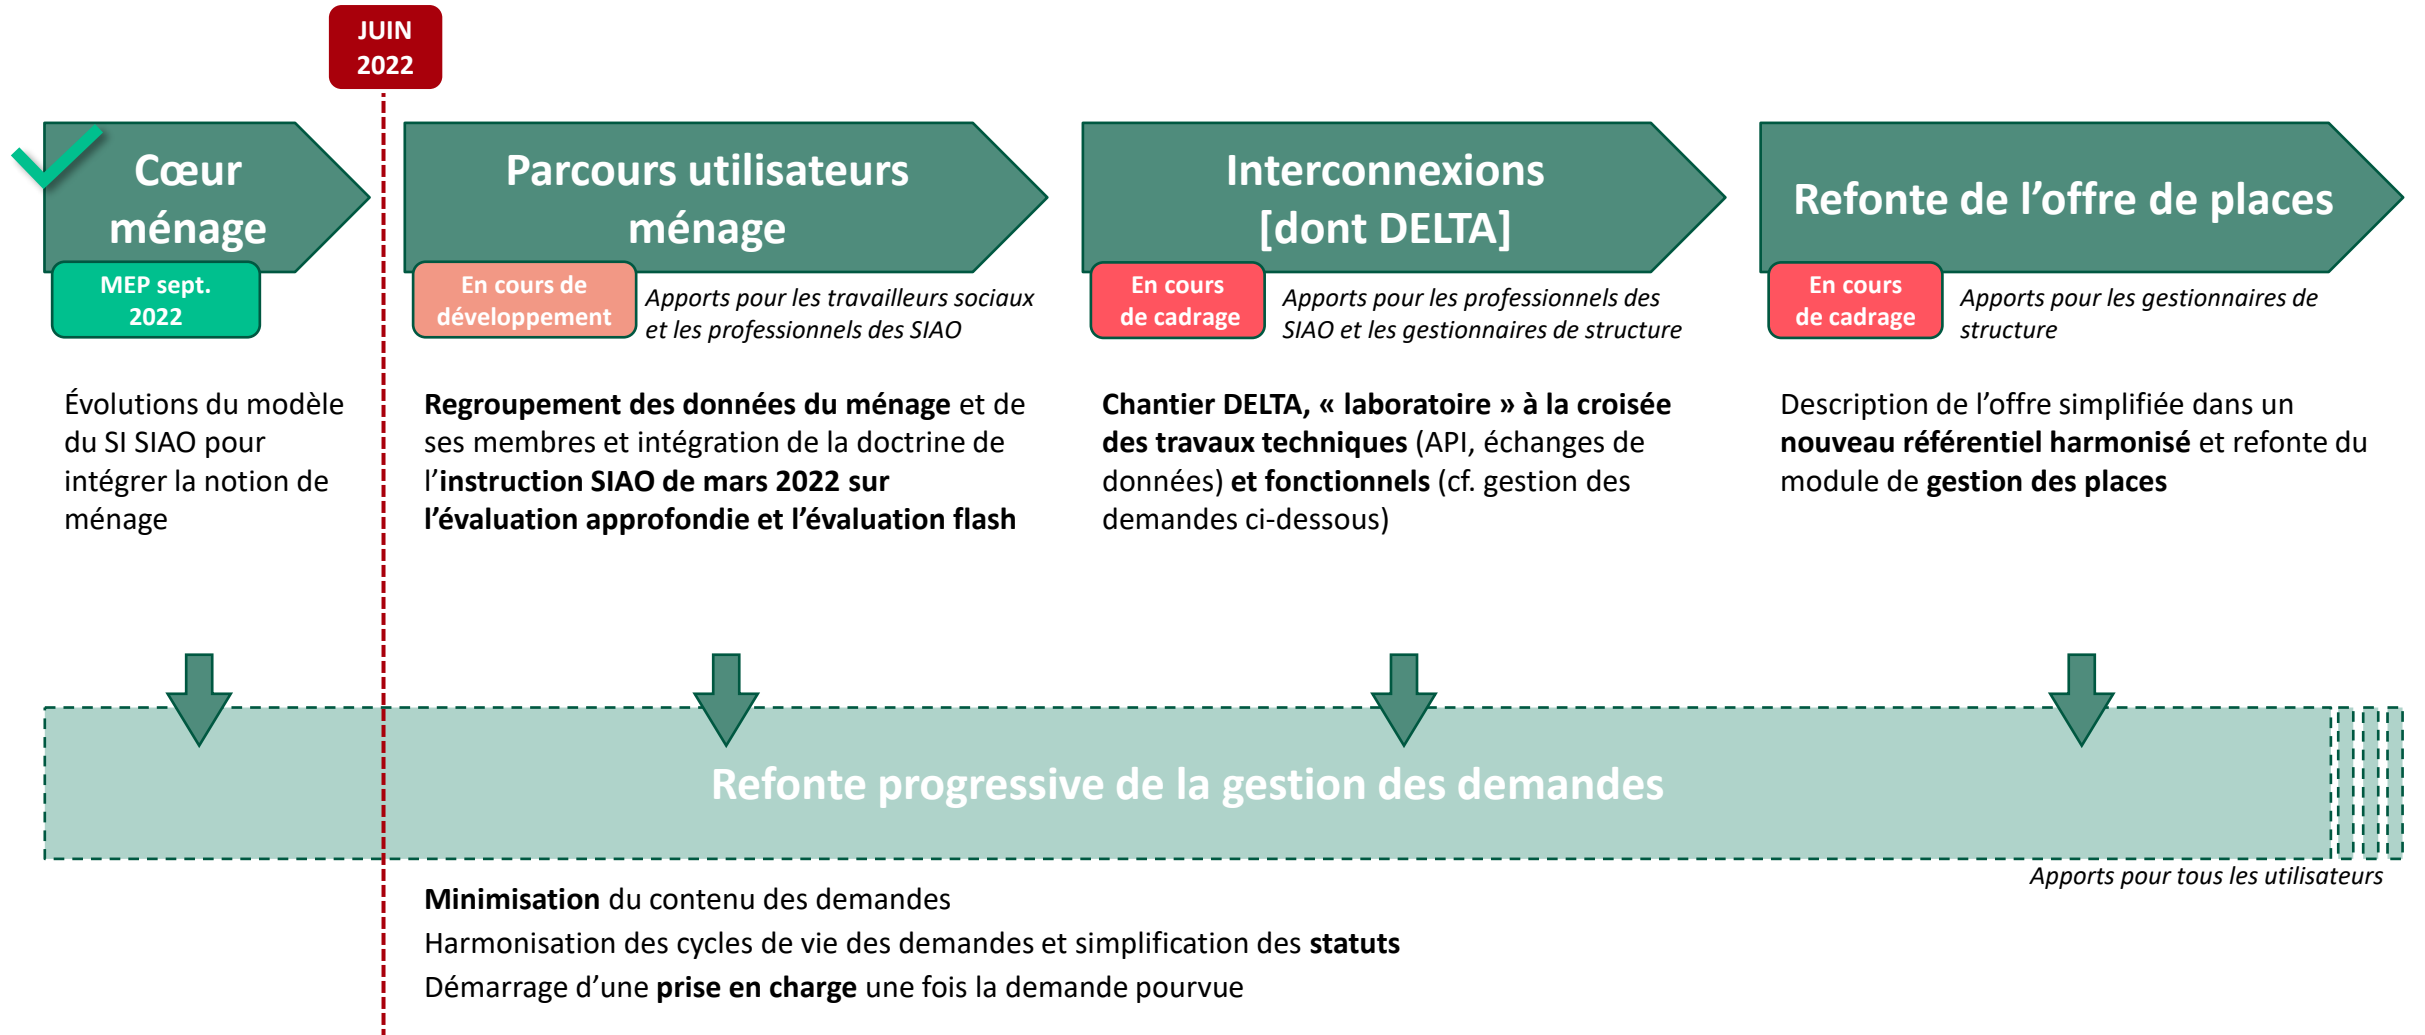 JUIN
2022
Cœur
ménage
MEP sept.
2022
Évolutions du modèle
du SI SIAO pour
intégrer la notion de
ménage
Parcours utilisateurs
ménage
En cours de
développement
Apports pour les travailleurs sociaux
et les professionnels des SIAO
Regroupement des données du ménage et de
ses membres et intégration de la doctrine de
l’instruction SIAO de mars 2022 sur
l’évaluation approfondie et l’évaluation flash
Interconnexions
[dont DELTA]
En cours
de cadrage
Apports pour les professionnels des
SIAO et les gestionnaires de structure
Chantier DELTA, « laboratoire » à la croisée
des travaux techniques (API, échanges de
données) et fonctionnels (cf. gestion des
demandes ci-dessous)
Refonte de l’offre de places
En cours
de cadrage
Apports pour les gestionnaires de
structure
Description de l’offre simplifiée dans un
nouveau référentiel harmonisé et refonte du
module de gestion des places
Refonte progressive de la gestion des demandes
Apports pour tous les utilisateurs
Minimisation du contenu des demandes
Harmonisation des cycles de vie des demandes et simplification des statuts
Démarrage d’une prise en charge une fois la demande pourvue